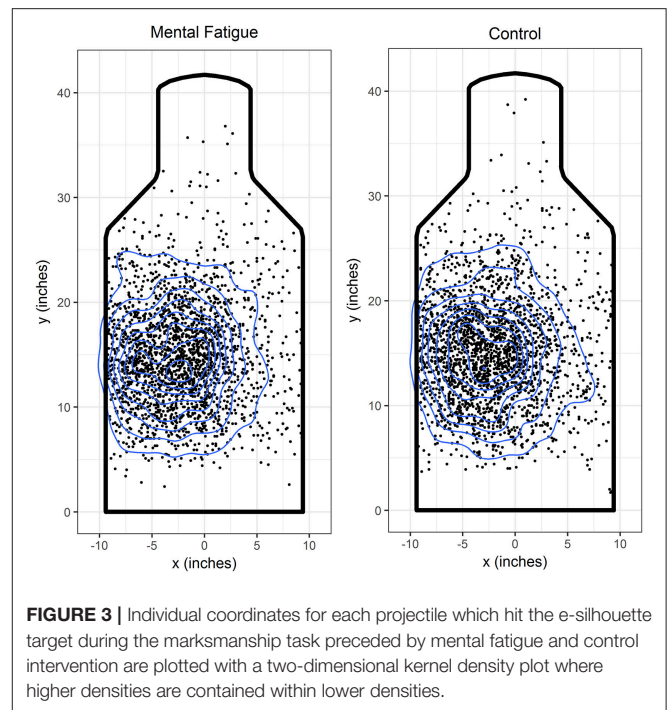 Mental Fatigue
Control
y (inches)
40
30
20
10
0
-10
-5
0
5
10
x (inches)
y (inches)
40
30
20
10
0
-10
-5
0
5
10
x (inches)
FIGURE 3 | Individual coordinates for each projectile which hit the e-silhouette
target during the marksmanship task preceded by mental fatigue and control
intervention are plotted with a two-dimensional kernel density plot where
higher densities are contained within lower densities.